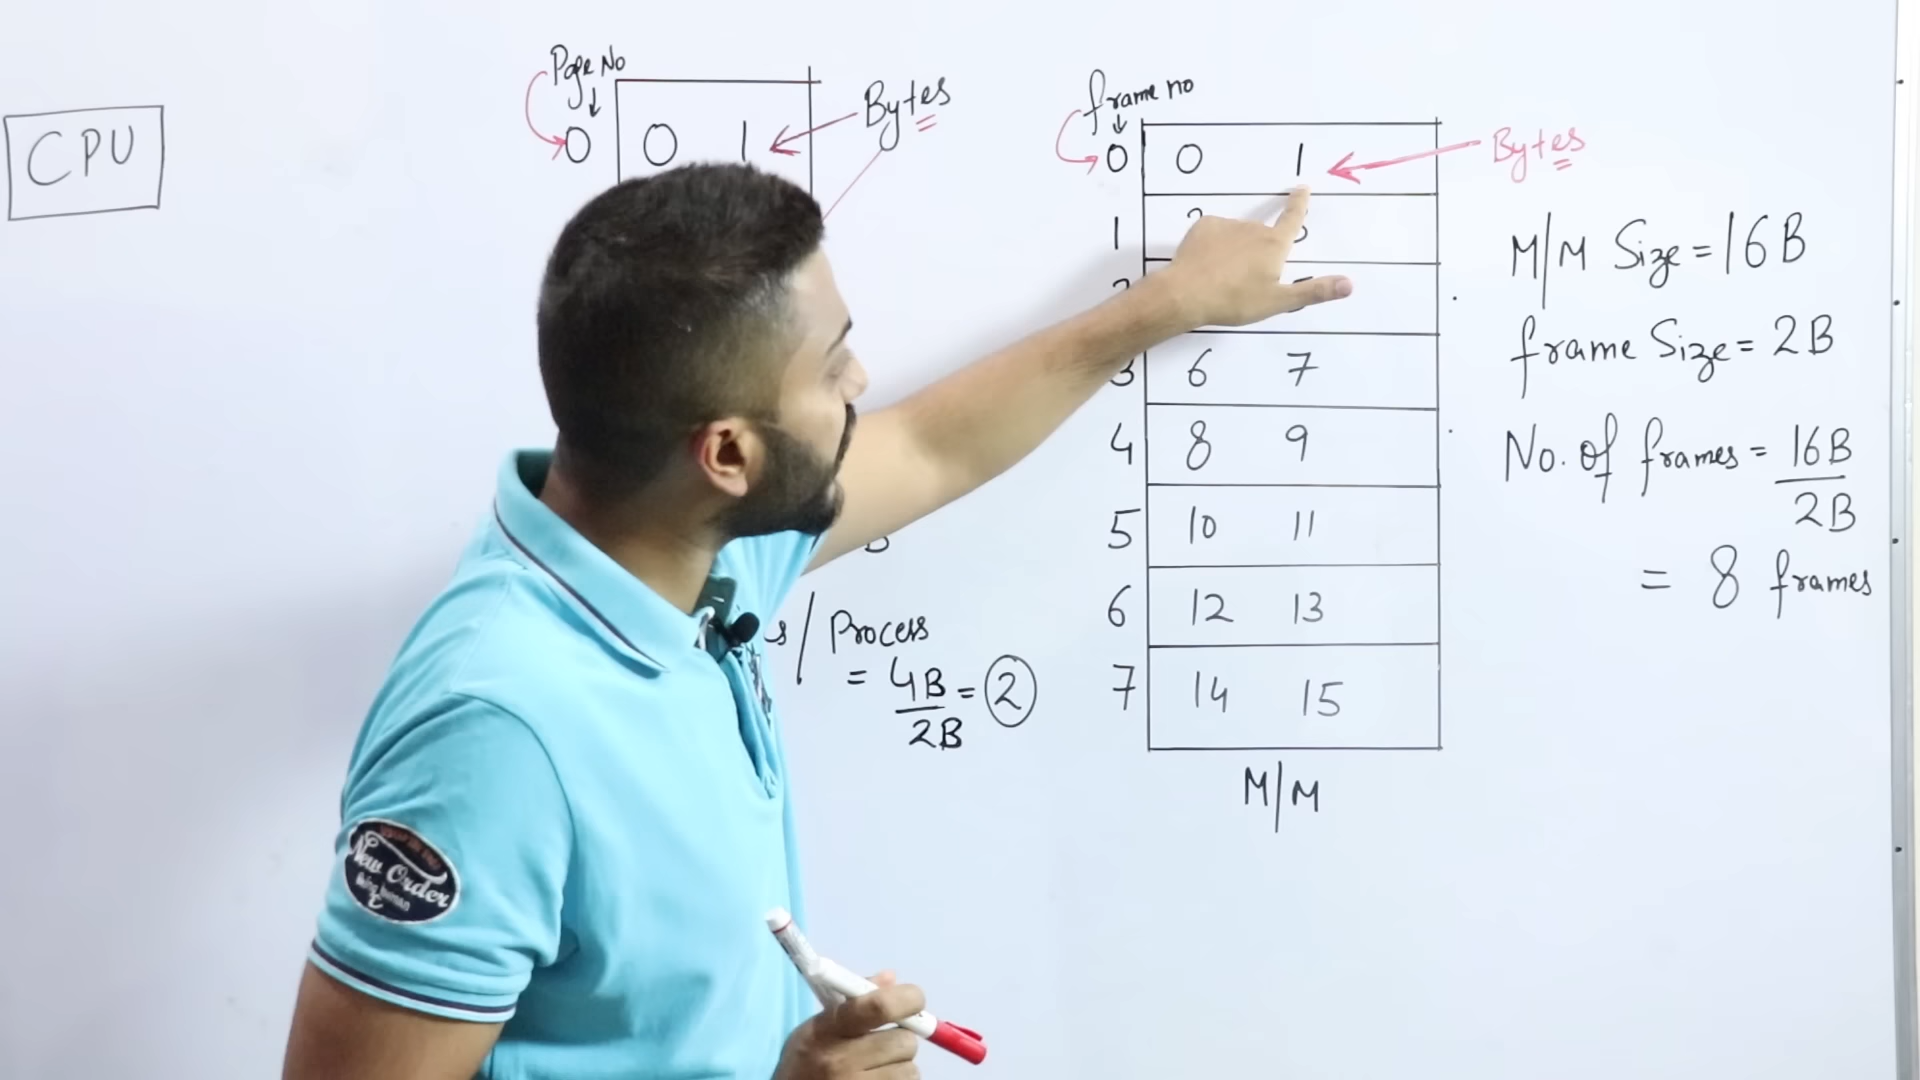 CPU
Page No
0 0 1
Bytes
s / Process
= 4B = 2
2B
frame no
0 0 1
Bytes
1
3 6 7
4 8 9
5 10 11
6 12 13
7 14 15
M/M
M/M Size = 16B
frame Size = 2B
No. of frames = 16B
2B
= 8 frames
New Order